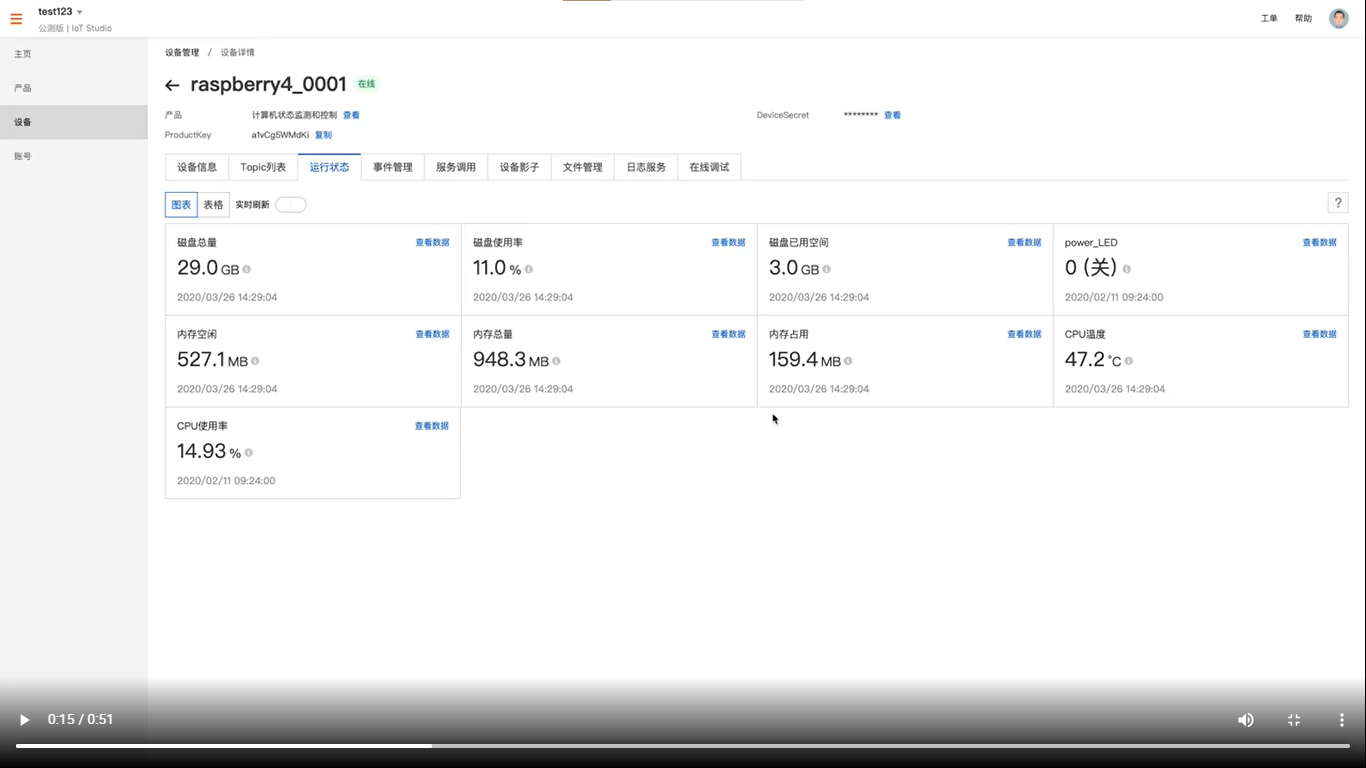 test123
公测版 | IoT Studio
工单 帮助
主页
产品
设备
账号
设备管理 / 设备详情
raspberry4_0001 在线
产品 计算机状态监测和控制 查看 DeviceSecret ******** 查看
ProductKey a1vCg5WMdKi 复制
设备信息 Topic列表 运行状态 事件管理 服务调用 设备影子 文件管理 日志服务 在线调试
图表 表格 实时刷新 ?
磁盘总量 查看数据
29.0 GB
2020/03/26 14:29:04
磁盘使用率 查看数据
11.0 %
2020/03/26 14:29:04
磁盘已用空间 查看数据
3.0 GB
2020/03/26 14:29:04
power_LED 查看数据
0 (关)
2020/02/11 09:24:00
内存空闲 查看数据
527.1 MB
2020/03/26 14:29:04
内存总量 查看数据
948.3 MB
2020/03/26 14:29:04
内存占用 查看数据
159.4 MB
2020/03/26 14:29:04
CPU温度 查看数据
47.2 °C
2020/03/26 14:29:04
CPU使用率 查看数据
14.93 %
2020/02/11 09:24:00
0:15 / 0:51